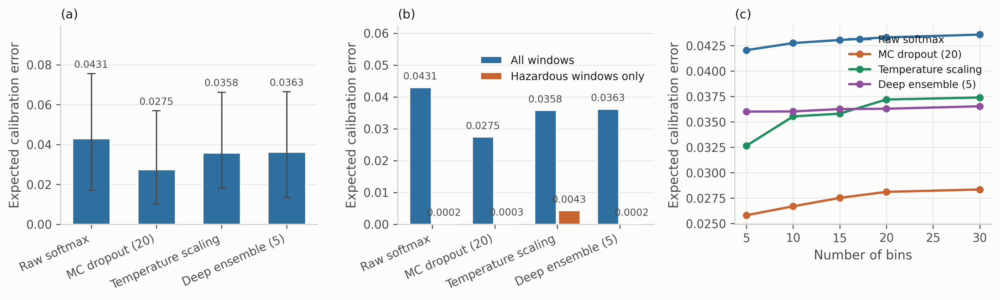 (a)
Expected calibration error
0.08
0.06
0.04
0.02
0.00
0.0431
0.0275
0.0358
0.0363
Raw softmax
MC dropout (20)
Temperature scaling
Deep ensemble (5)
(b)
Expected calibration error
0.06
0.05
0.04
0.03
0.02
0.01
0.00
All windows
Hazardous windows only
0.0431
0.0002
0.0275
0.0003
0.0358
0.0043
0.0363
0.0002
Raw softmax
MC dropout (20)
Temperature scaling
Deep ensemble (5)
(c)
Expected calibration error
0.0425
0.0400
0.0375
0.0350
0.0325
0.0300
0.0275
0.0250
Raw softmax
MC dropout (20)
Temperature scaling
Deep ensemble (5)
5 10 15 20 25 30
Number of bins